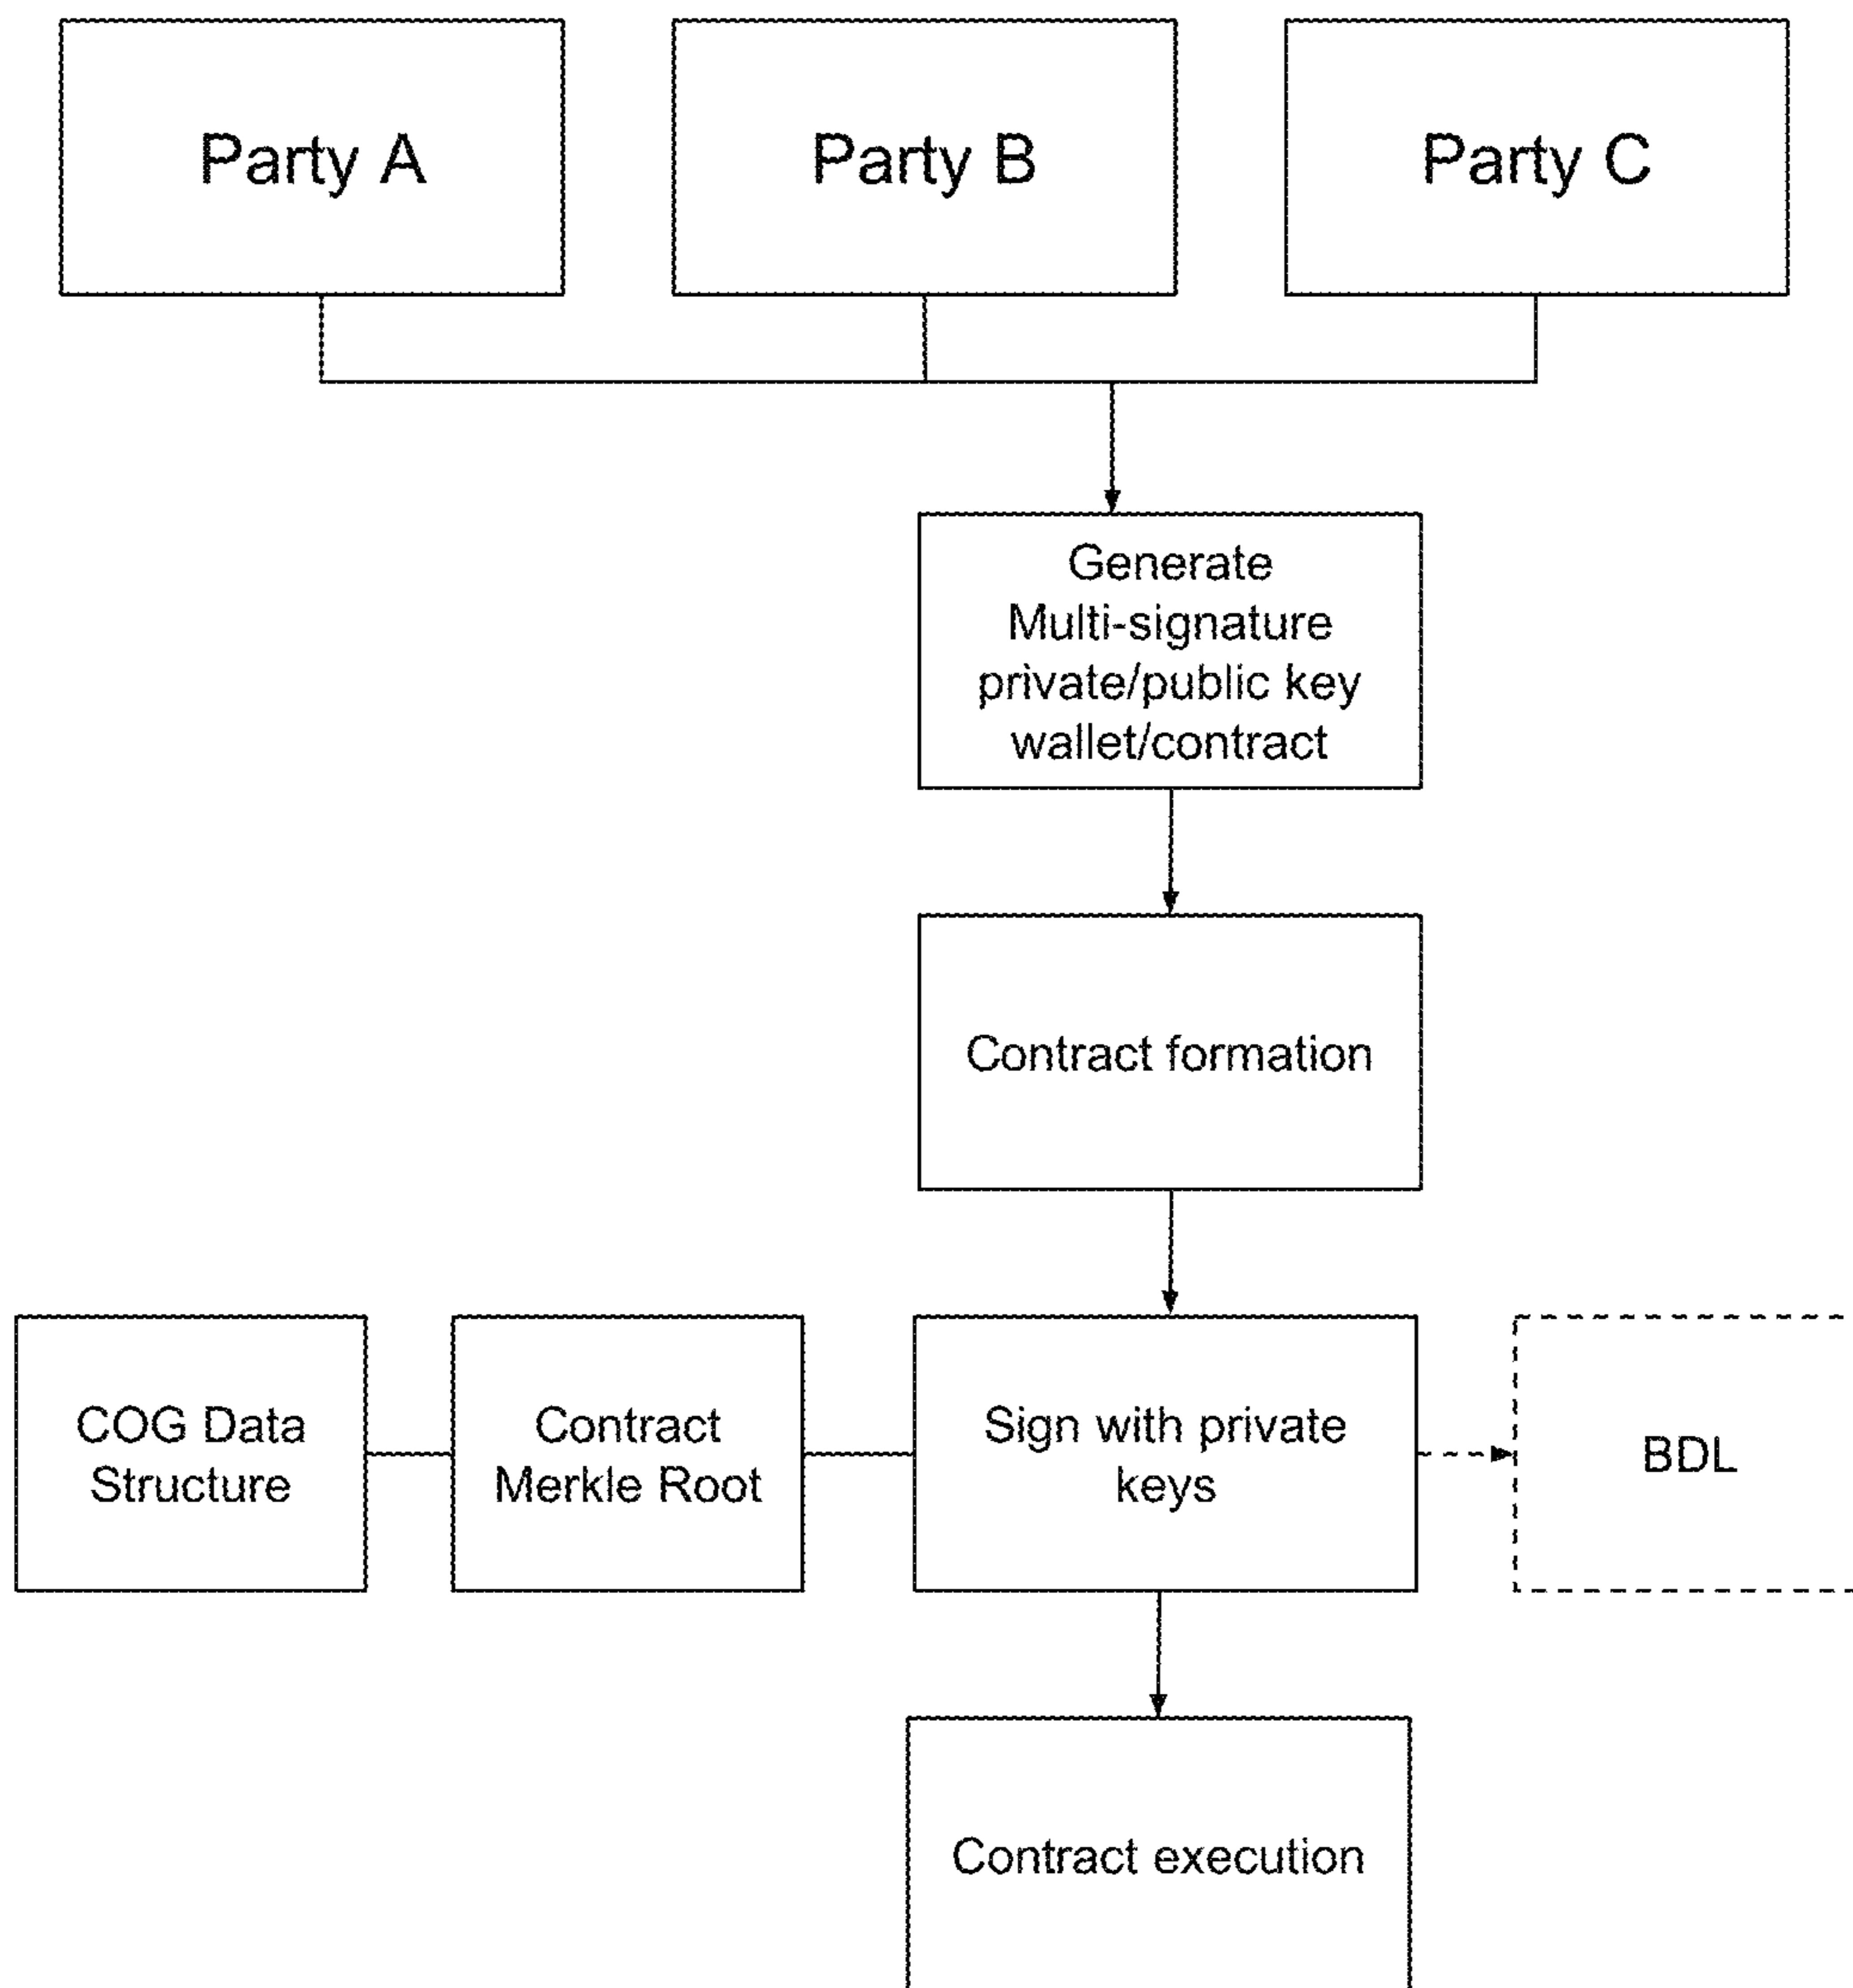 Party A
Party B
Party C
Generate
Multi-signature
private/public key
wallet/contract
Contract formation
COG Data
Structure
Contract
Merkle Root
Sign with private
keys
BDL
Contract execution